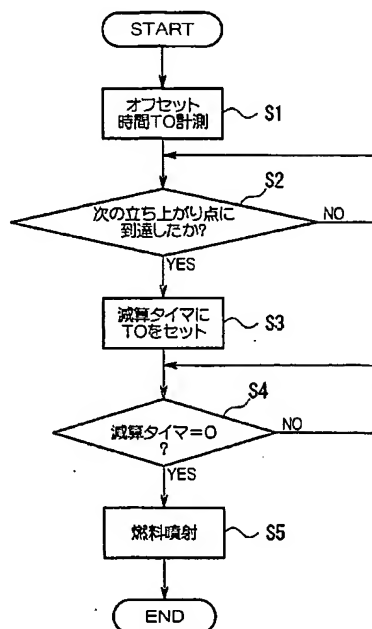 START
オフセット
時間TO計測
S1
S2
次の立ち上がり点に
到達したか?
NO
YES
減算タイマに
TOをセット
S3
S4
減算タイマ=0
?
NO
YES
燃料噴射
S5
END